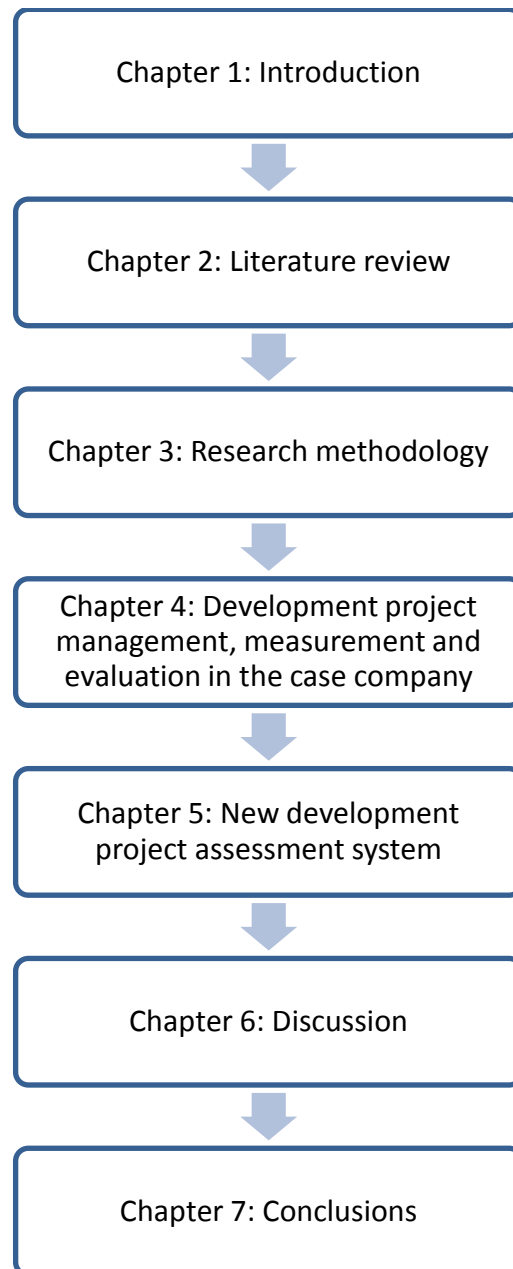 Chapter 1: Introduction
Chapter 2: Literature review
Chapter 3: Research methodology
Chapter 4: Development project
management, measurement and
evaluation in the case company
Chapter 5: New development
project assessment system
Chapter 6: Discussion
Chapter 7: Conclusions